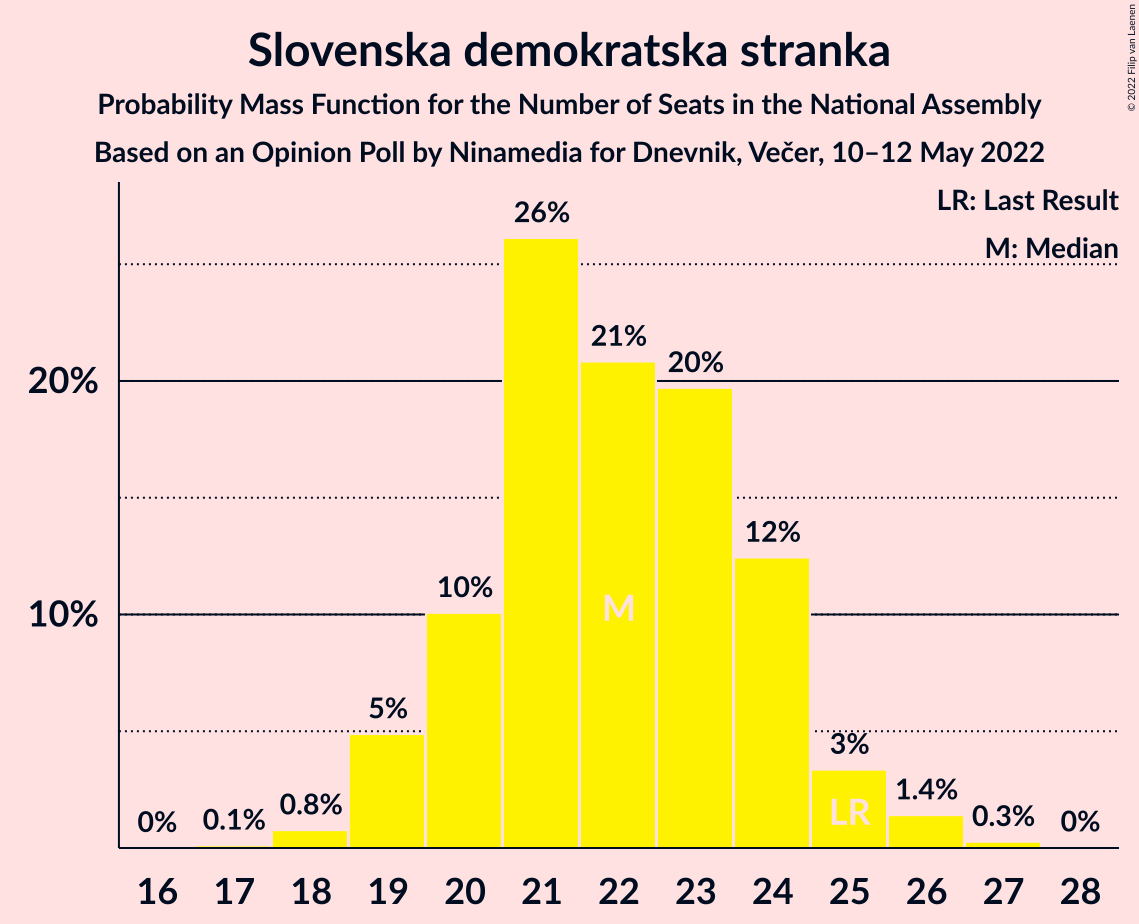 Slovenska demokratska stranka
Probability Mass Function for the Number of Seats in the National Assembly
Based on an Opinion Poll by Ninamedia for Dnevnik, Večer, 10–12 May 2022
© 2022 Filip van Laenen
LR: Last Result
M: Median
20%
10%
0%
0.1%
0.8%
5%
10%
26%
21%
20%
12%
3%
1.4%
0.3%
0%
M
LR
16 17 18 19 20 21 22 23 24 25 26 27 28